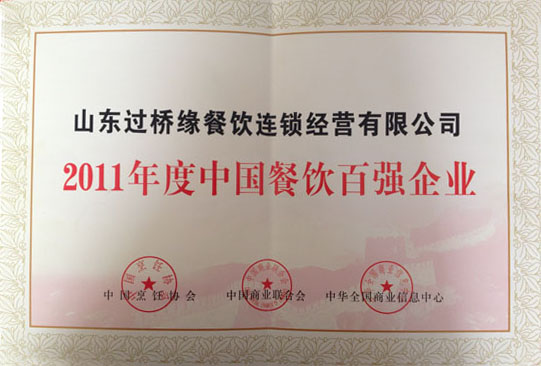 山东过桥缘餐饮连锁经营有限公司
2011年度中国餐饮百强企业
中国烹饪协会 中国商业联合会 中华全国商业信息中心